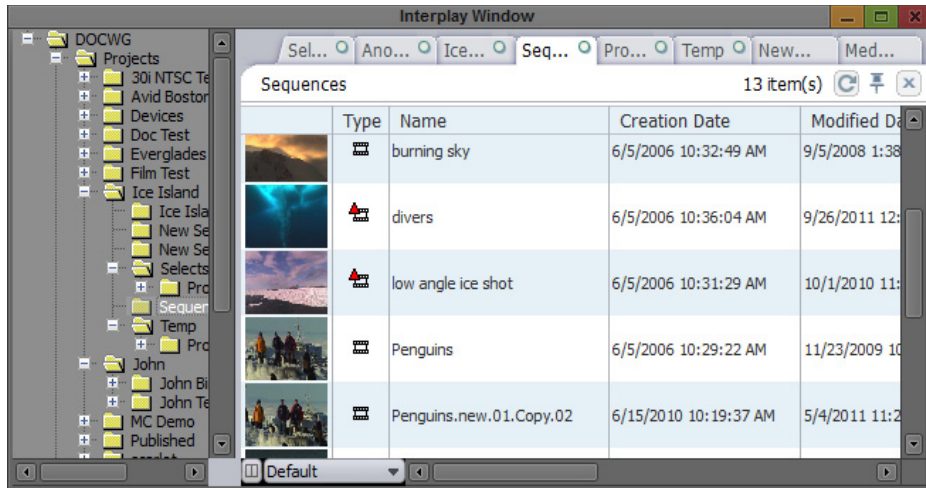 Interplay Window
DOCWG
Projects
30i NTSC Te
Avid Boston
Devices
Doc Test
Everglades
Film Test
Ice Island
Ice Isla
New Se
New Se
Selects
Pro
Sequen
Temp
Pro
John
John Bi
John Te
MC Demo
Published
Sel... Ano... Ice... Seq... Pro... Temp New... Med...
Sequences 13 item(s)
Type Name Creation Date Modified Da
burning sky 6/5/2006 10:32:49 AM 9/5/2008 1:38
divers 6/5/2006 10:36:04 AM 9/26/2011 12:
low angle ice shot 6/5/2006 10:31:29 AM 10/1/2010 11:
Penguins 6/5/2006 10:29:22 AM 11/23/2009 10
Penguins.new.01.Copy.02 6/15/2010 10:19:37 AM 5/4/2011 11:2
Default